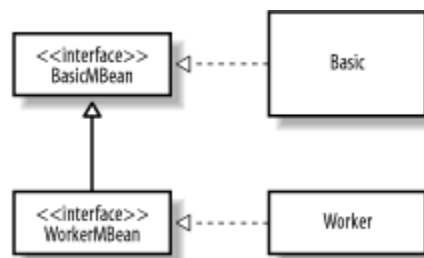 <<interface>>
BasicMBean
Basic
<<interface>>
WorkerMBean
Worker